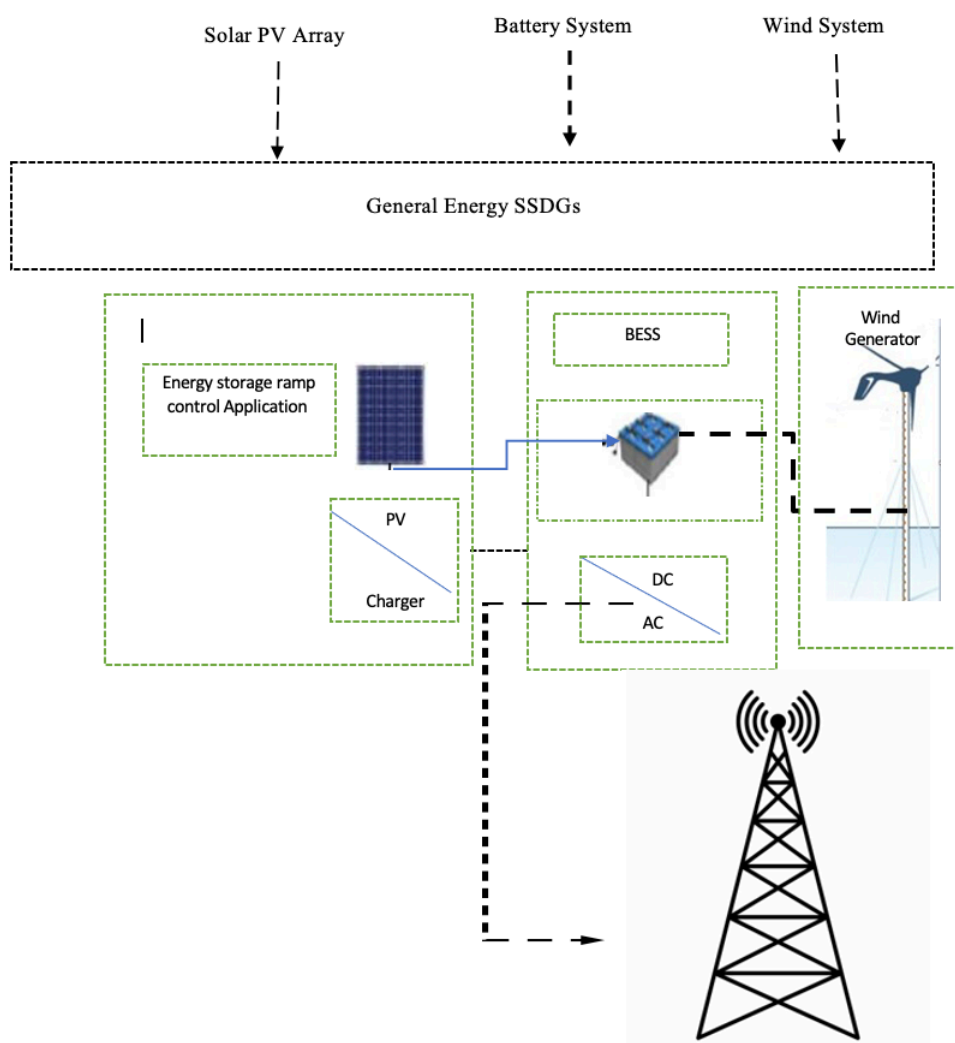 Solar PV Array
Battery System
Wind System
General Energy SSDGs
Energy storage ramp
control Application
BESS
Wind
Generator
PV
Charger
DC
AC